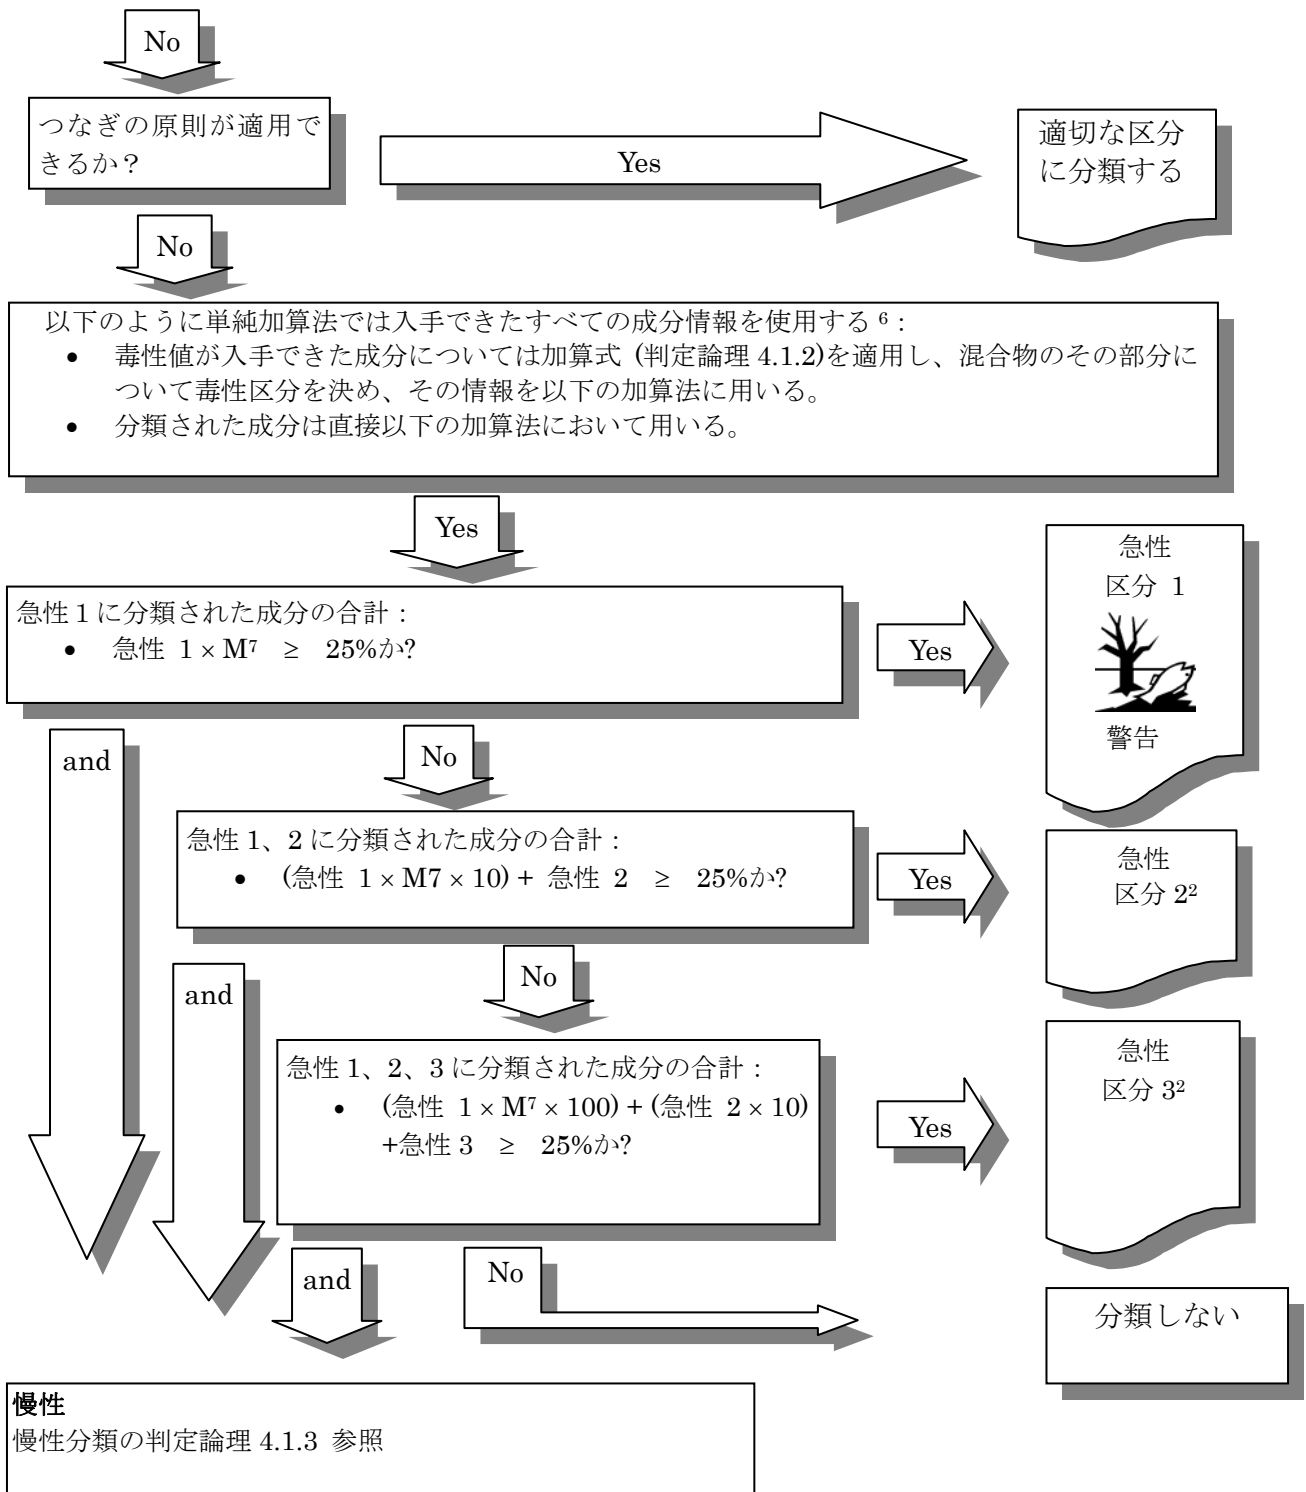 No
つなぎの原則が適用で
きるか？
Yes
適切な区分
に分類する
No
以下のように単純加算法では入手できたすべての成分情報を使用する 6：
• 毒性値が入手できた成分については加算式 (判定論理 4.1.2)を適用し、混合物のその部分に
ついて毒性区分を決め、その情報を以下の加算法に用いる。
• 分類された成分は直接以下の加算法において用いる。
Yes
急性 1 に分類された成分の合計：
• 急性 1 × M7 ≥ 25%か?
Yes
急性
区分 1
警告
and
No
急性 1、2 に分類された成分の合計：
• (急性 1 × M7 × 10) + 急性 2 ≥ 25%か?
Yes
急性
区分 2²
and
No
急性 1、2、3 に分類された成分の合計：
• (急性 1 × M7 × 100) + (急性 2 × 10)
+急性 3 ≥ 25%か?
Yes
急性
区分 3²
and
No
分類しない
慢性
慢性分類の判定論理 4.1.3 参照